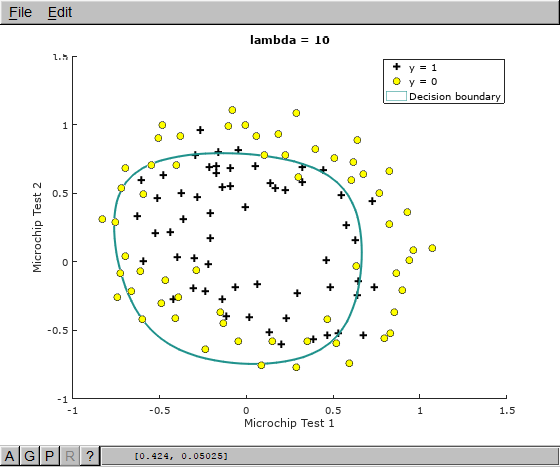 File Edit
lambda = 10
y = 1
y = 0
Decision boundary
1.5
1
0.5
0
-0.5
-1
Microchip Test 2
-1 -0.5 0 0.5 1 1.5
Microchip Test 1
A G P R ? [0.424, 0.05025]